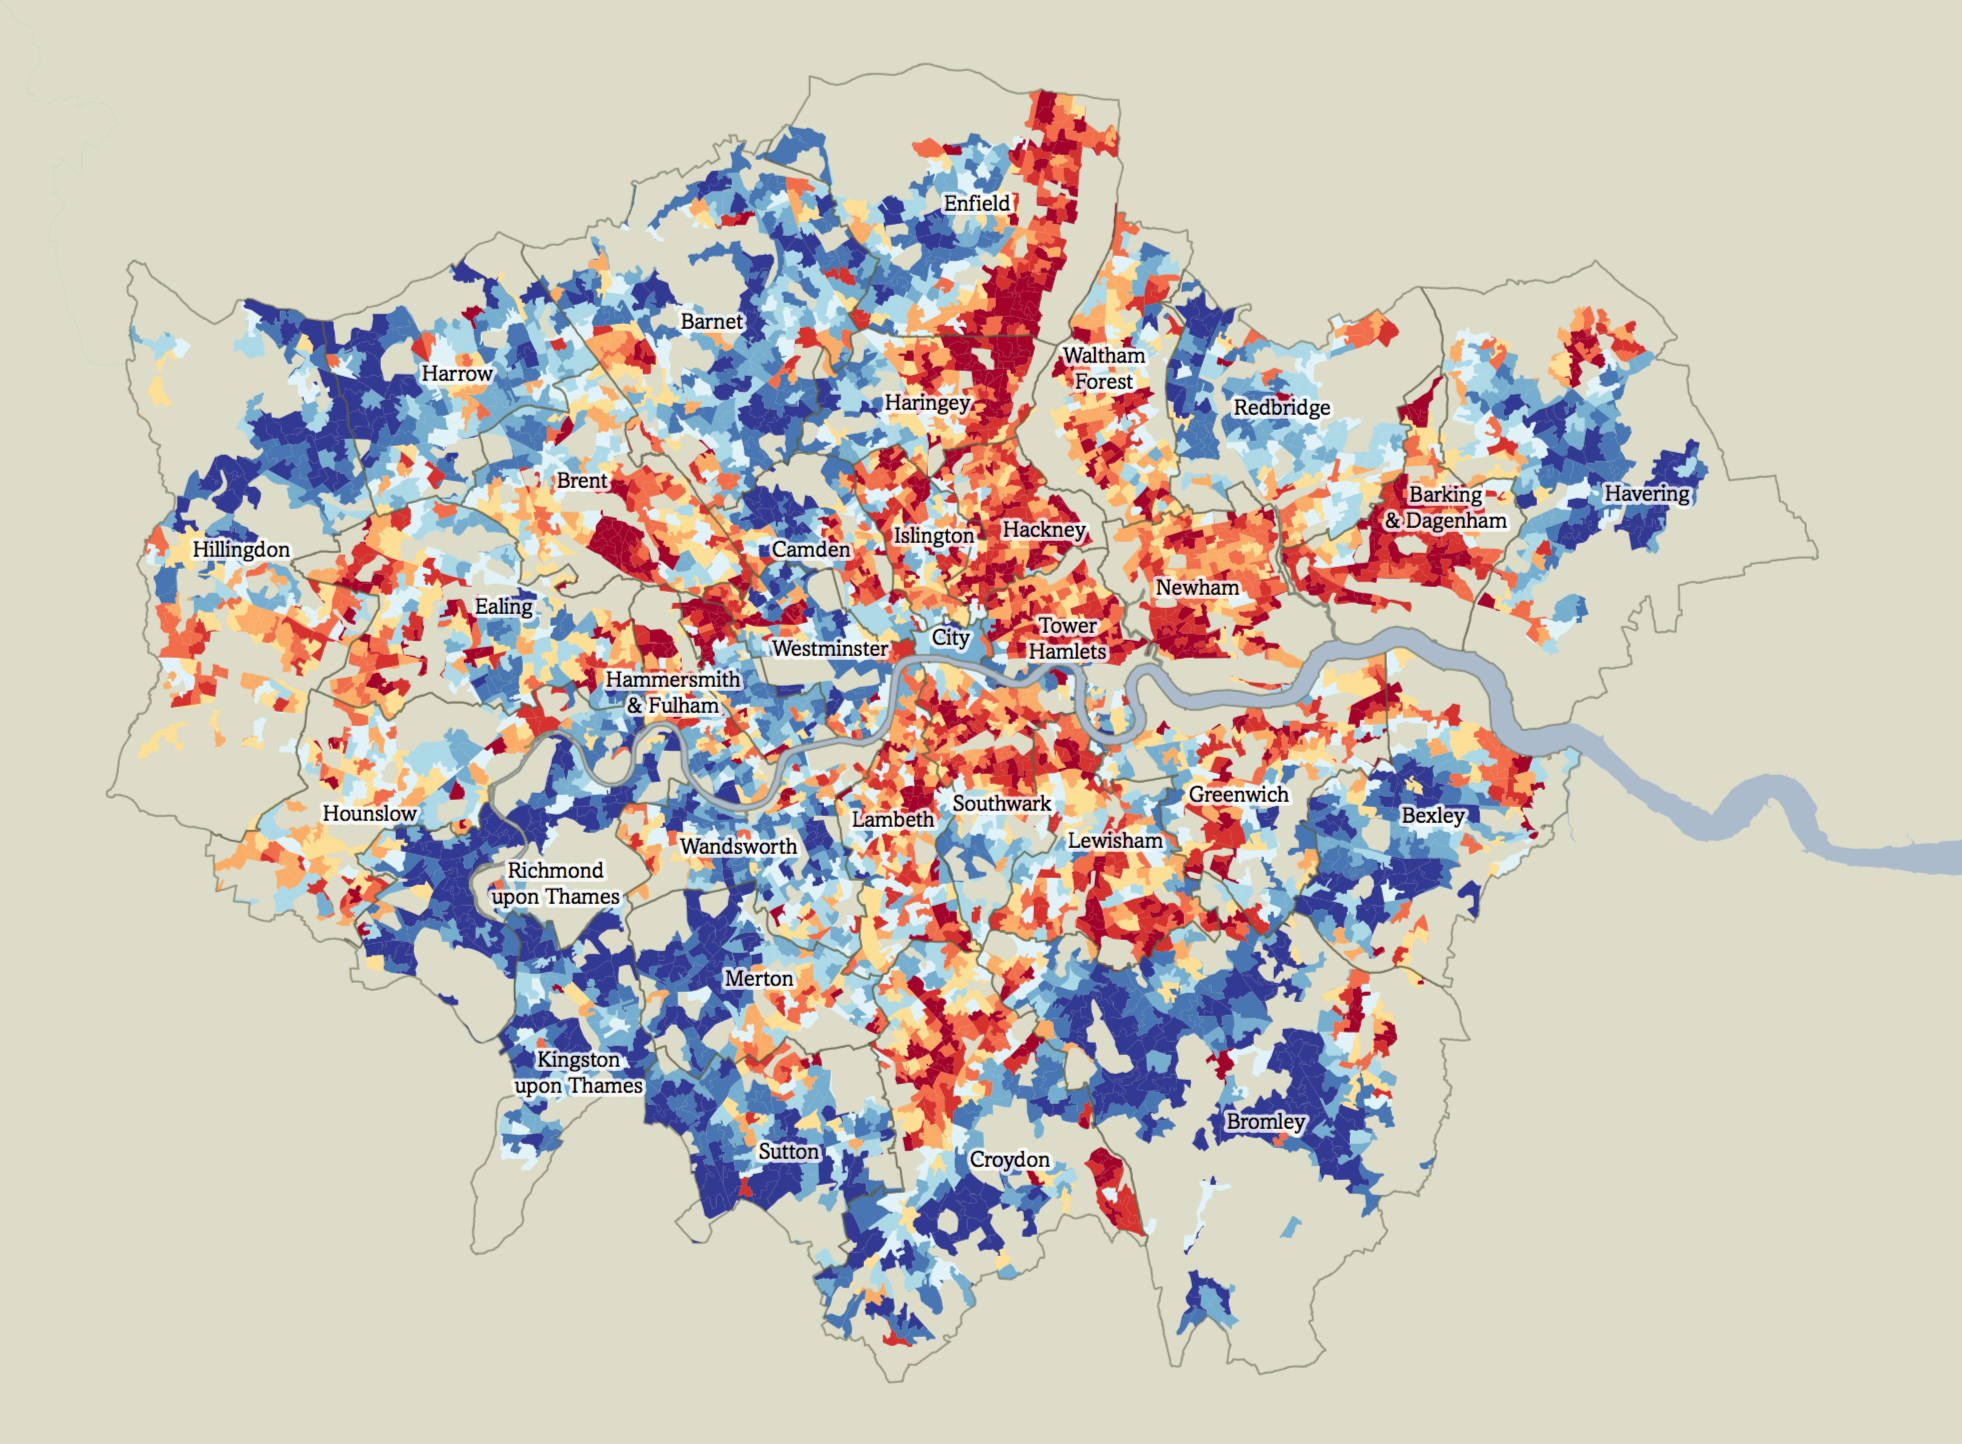 Enfield
Barnet
Waltham
Forest
Harrow
Haringey
Redbridge
Brent
Barking
& Dagenham
Havering
Hackney
Islington
Camden
Hillingdon
Newham
Ealing
Tower
Hamlets
City
Westminster
Hammersmith
& Fulham
Greenwich
Southwark
Hounslow
Bexley
Lambeth
Lewisham
Wandsworth
Richmond
upon Thames
Merton
Kingston
upon Thames
Bromley
Sutton
Croydon